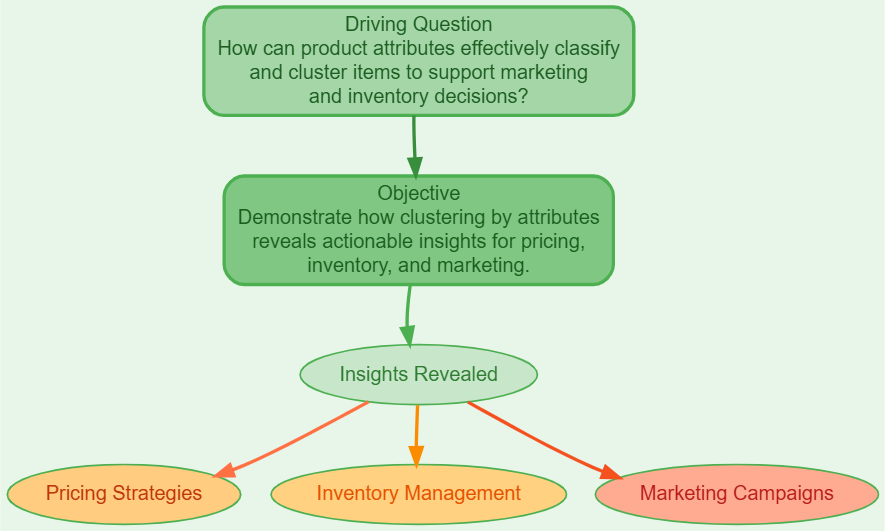 Driving Question
How can product attributes effectively classify
and cluster items to support marketing
and inventory decisions?
Objective
Demonstrate how clustering by attributes
reveals actionable insights for pricing,
inventory, and marketing.
Insights Revealed
Pricing Strategies
Inventory Management
Marketing Campaigns